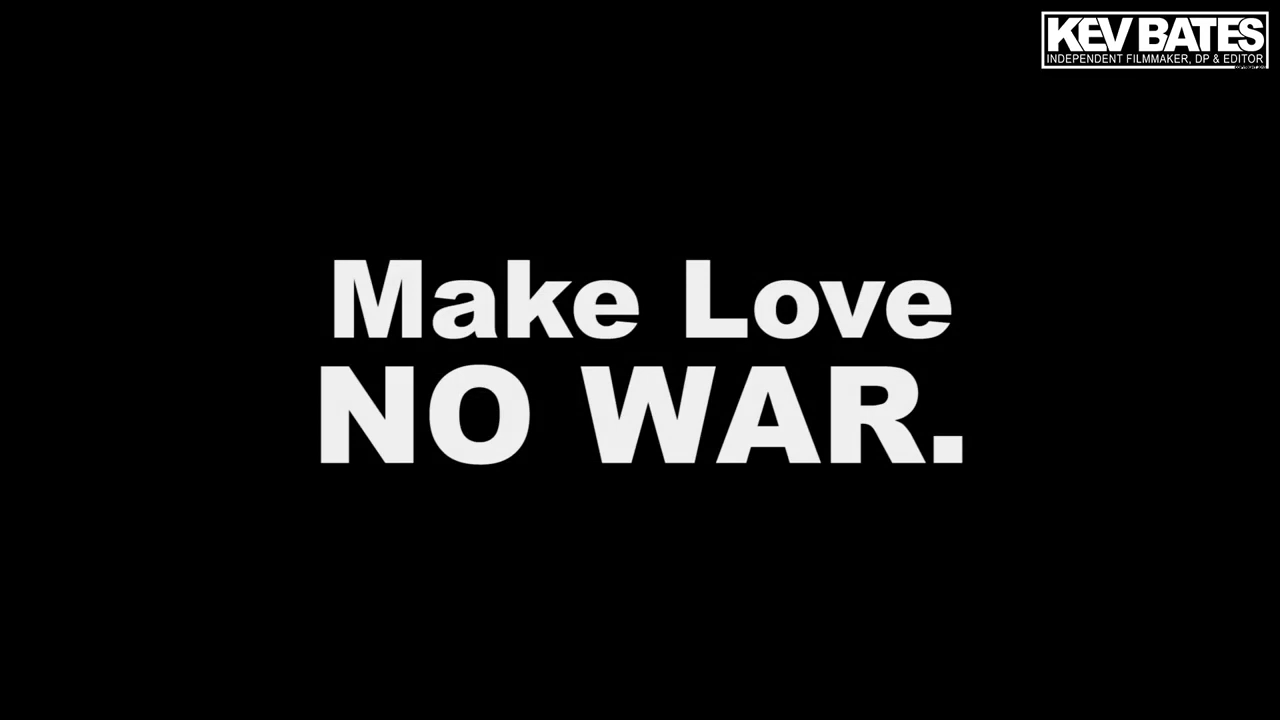 KEV BATES
INDEPENDENT FILMMAKER, DP & EDITOR
Make Love
NO WAR.